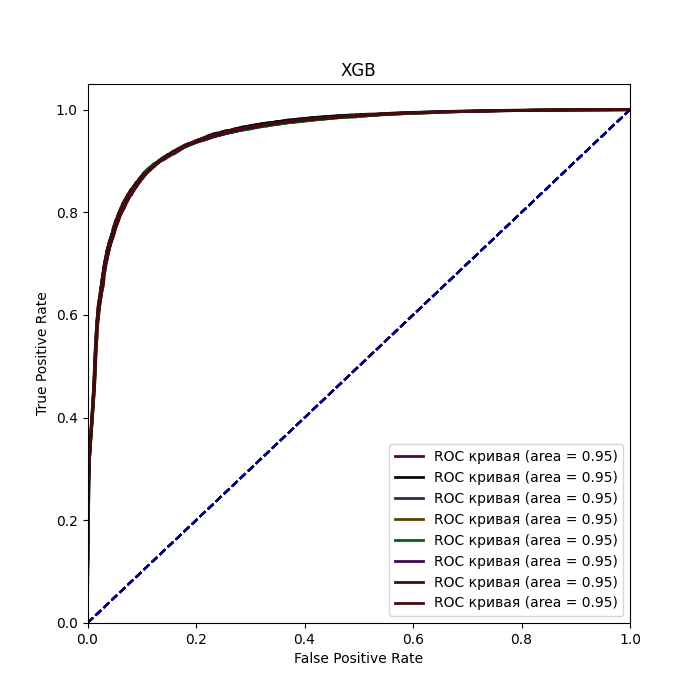 XGB
1.0
0.8
0.6
0.4
0.2
0.0
True Positive Rate
ROC кривая (area = 0.95)
ROC кривая (area = 0.95)
ROC кривая (area = 0.95)
ROC кривая (area = 0.95)
ROC кривая (area = 0.95)
ROC кривая (area = 0.95)
ROC кривая (area = 0.95)
ROC кривая (area = 0.95)
0.0 0.2 0.4 0.6 0.8 1.0
False Positive Rate